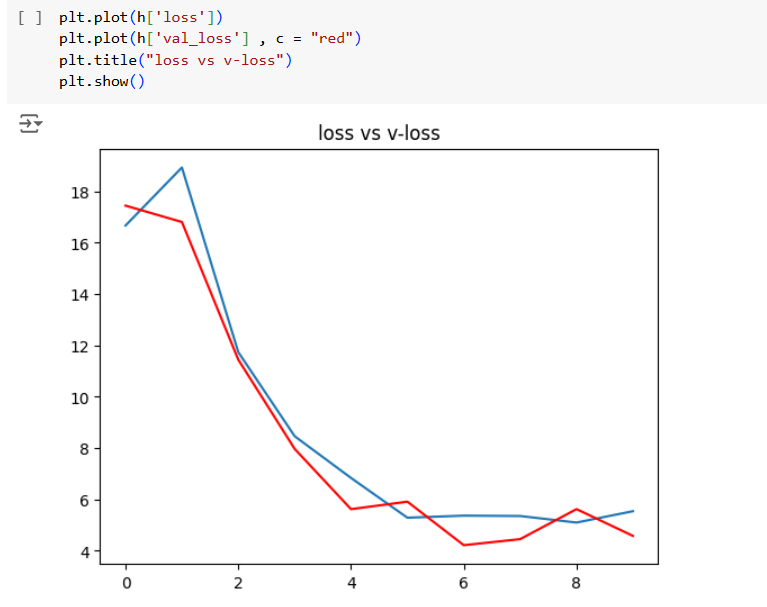 [ ] plt.plot(h['loss'])
plt.plot(h['val_loss'] , c = "red")
plt.title("loss vs v-loss")
plt.show()
loss vs v-loss
18
16
14
12
10
8
6
4
0 2 4 6 8